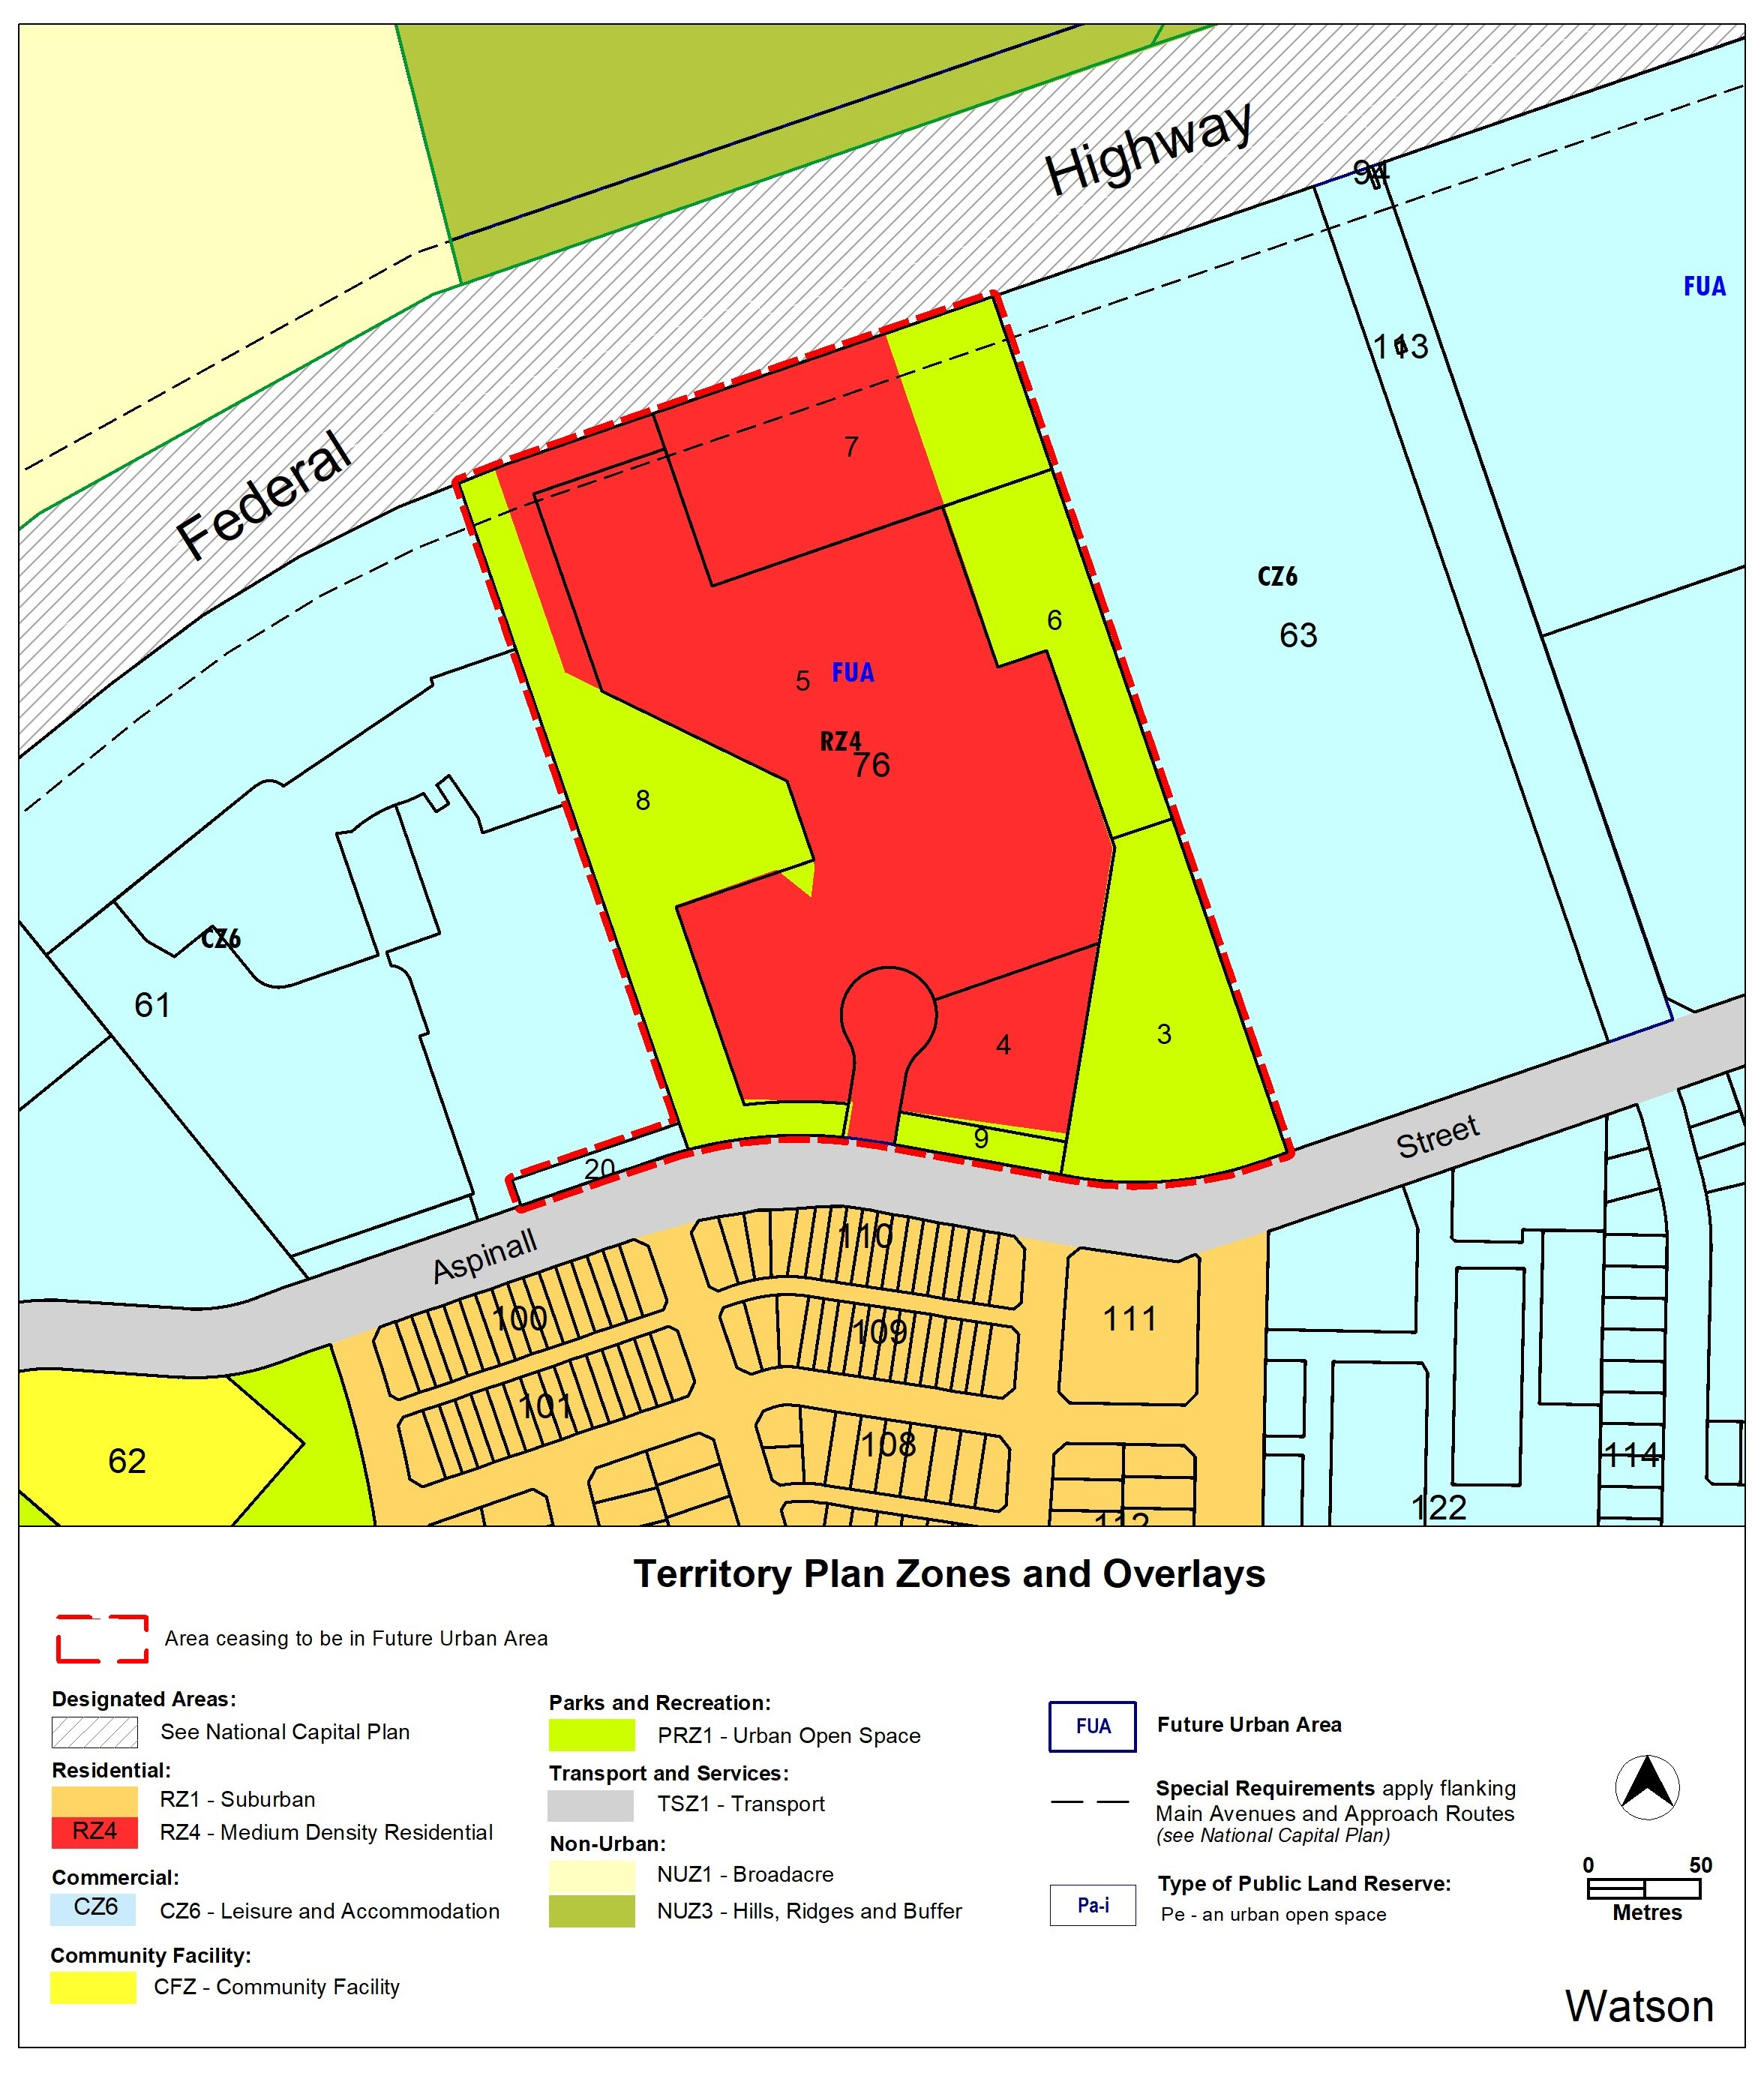 Highway
94
FUA
113
Federal
7
CZ6
6
63
5 FUA
RZ4
76
8
CZ6
61
3
4
9
Street
20
110
Aspinall
100
109
111
101
108
62
114
122
112
Territory Plan Zones and Overlays
Area ceasing to be in Future Urban Area
Designated Areas:
See National Capital Plan
Residential:
RZ1 - Suburban
RZ4 RZ4 - Medium Density Residential
Commercial:
CZ6 CZ6 - Leisure and Accommodation
Community Facility:
CFZ - Community Facility
Parks and Recreation:
PRZ1 - Urban Open Space
Transport and Services:
TSZ1 - Transport
Non-Urban:
NUZ1 - Broadacre
NUZ3 - Hills, Ridges and Buffer
FUA Future Urban Area
Special Requirements apply flanking
Main Avenues and Approach Routes
(see National Capital Plan)
Type of Public Land Reserve:
Pa-i Pe - an urban open space
0 50
Metres
Watson